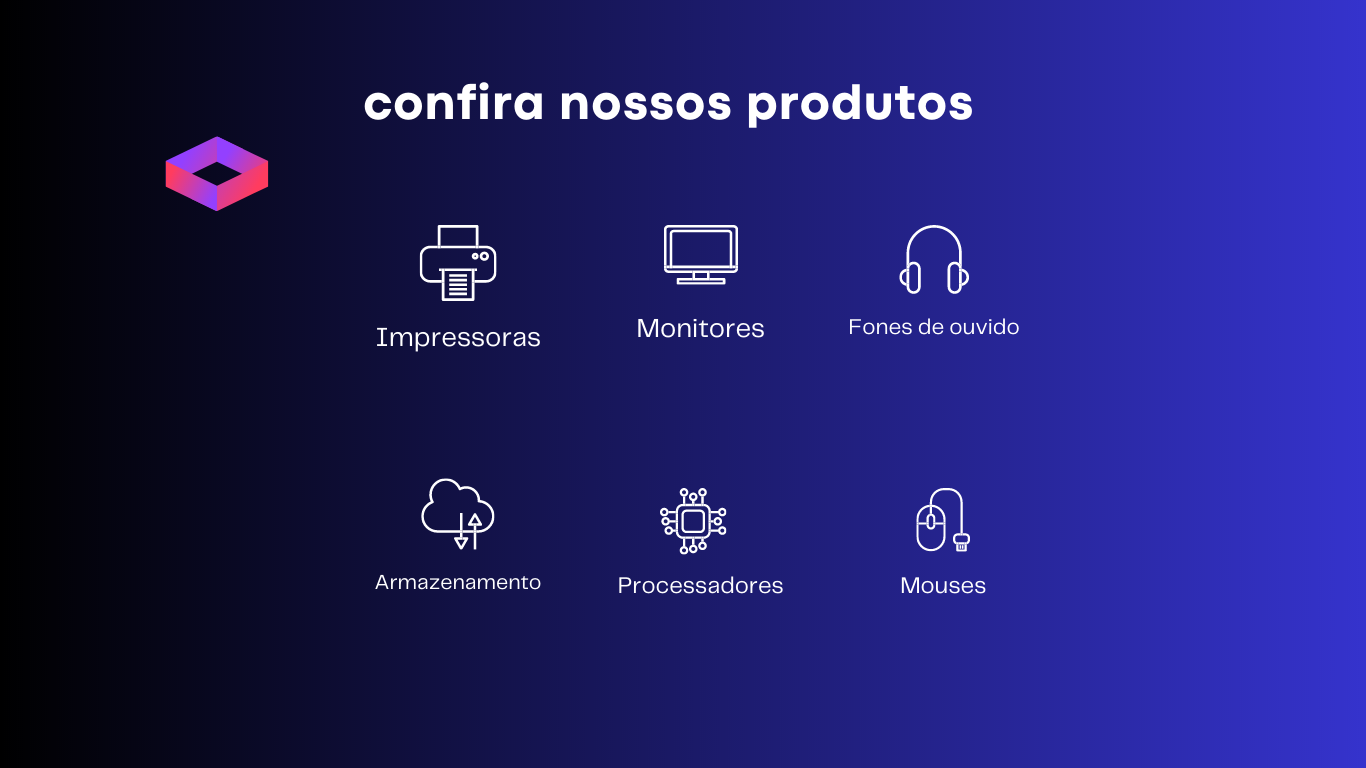 confira nossos produtos
Impressoras
Monitores
Fones de ouvido
Armazenamento
Processadores
Mouses